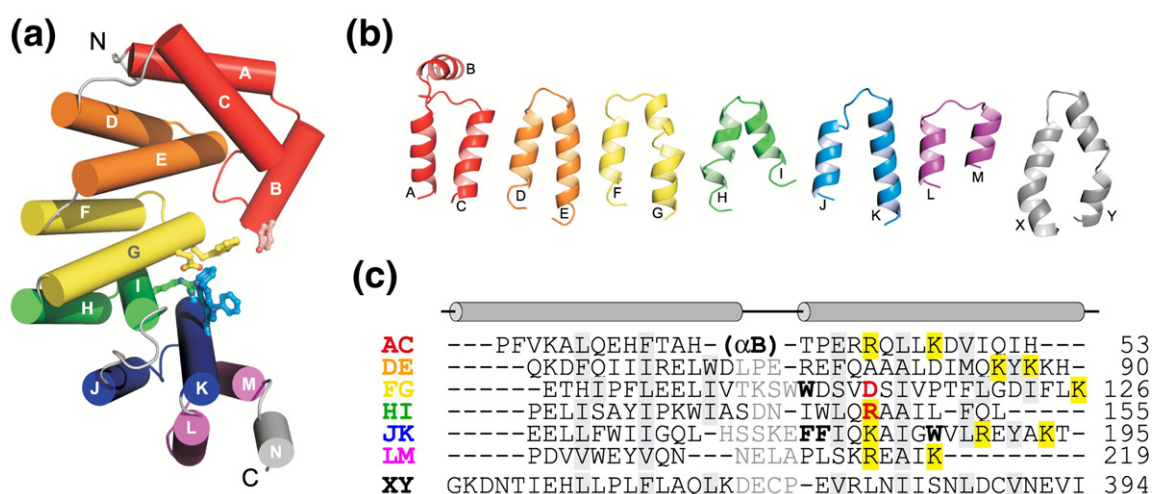 (a)
N
A
B
C
D
E
F
G
H
I
J
K
L
M
N
C
(b)
A
B
C
D
E
F
G
H
I
J
K
L
M
X
Y
(c)
AC ----PFVKALQEHFTAH-(αB)-TPERRQLLKDVIQIH-- 53
DE ------QKDFQIIIRELWDLPE-REFQAAALDIMQKYKKH- 90
FG -------ETHIPFLEELIVTKSWWDSVDSIVPTFLGDIFLK 126
HI -------PELISAYIPKWIASDN-IWLQRAAIL-FQL---- 155
JK -----EELLFWIIGQL-HSSKEFFIQKAIGWVLREYAKT- 195
LM -----PDVVWEYVQN---NELAPLSKREAIK--------- 219
XY GKDNTIEHLLPLFLAQLKDECP-EVRLNIISNLDCVNEVI 394